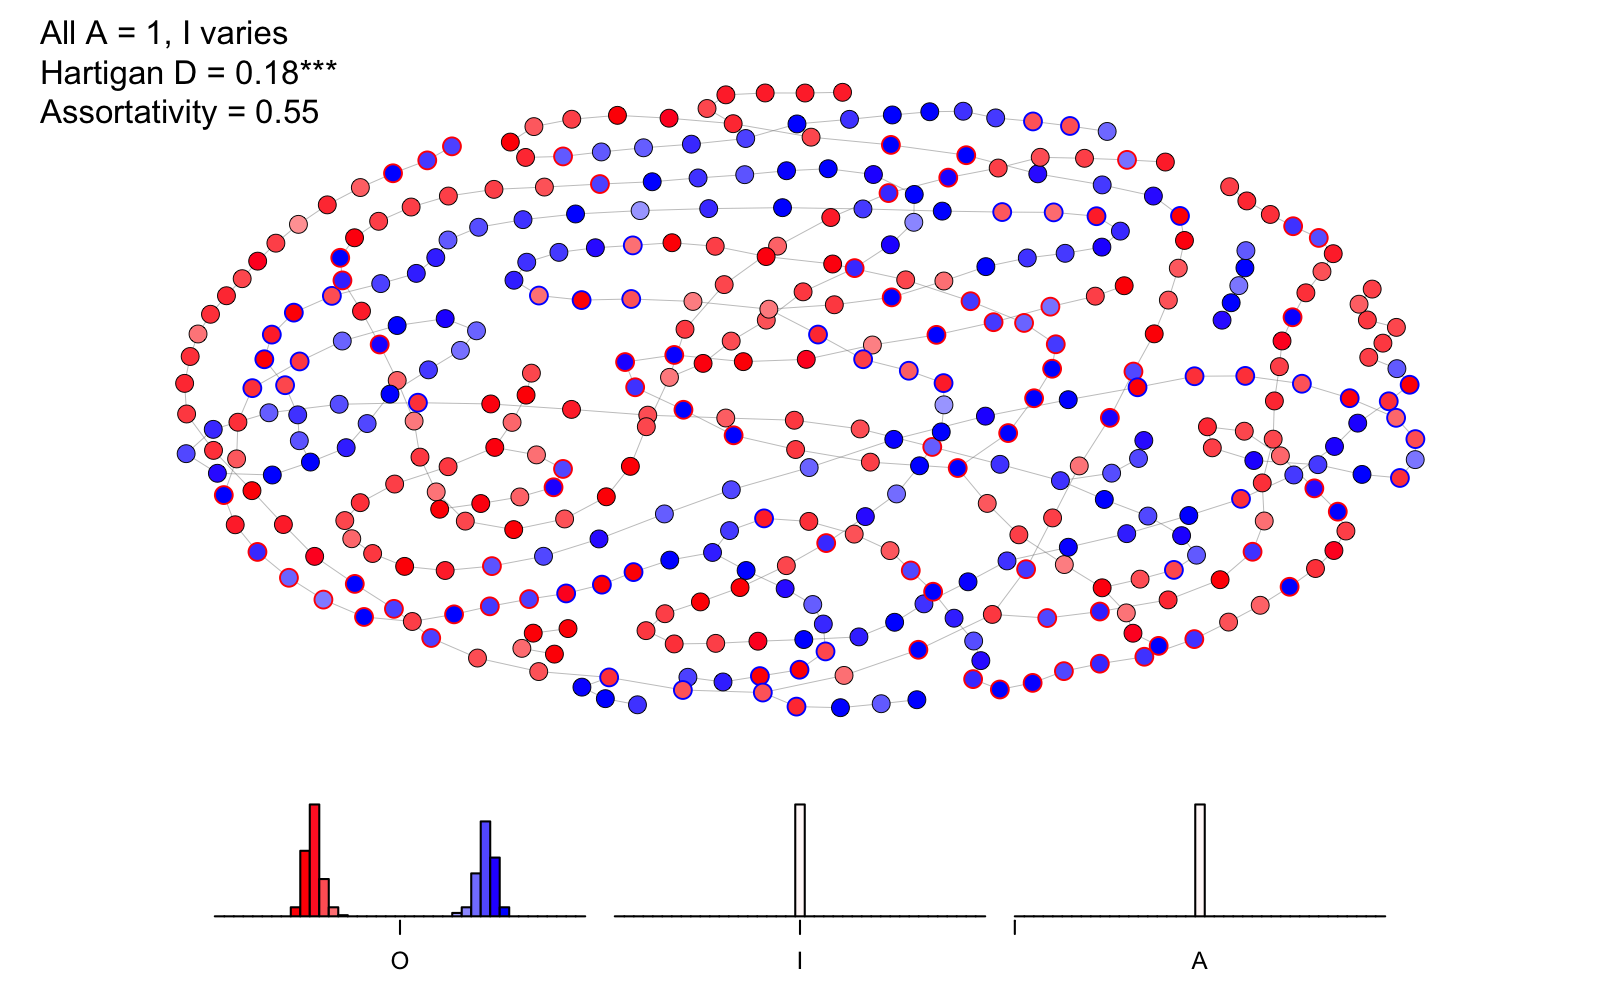 All A = 1, I varies
Hartigan D = 0.18***
Assortativity = 0.55
O
I
A